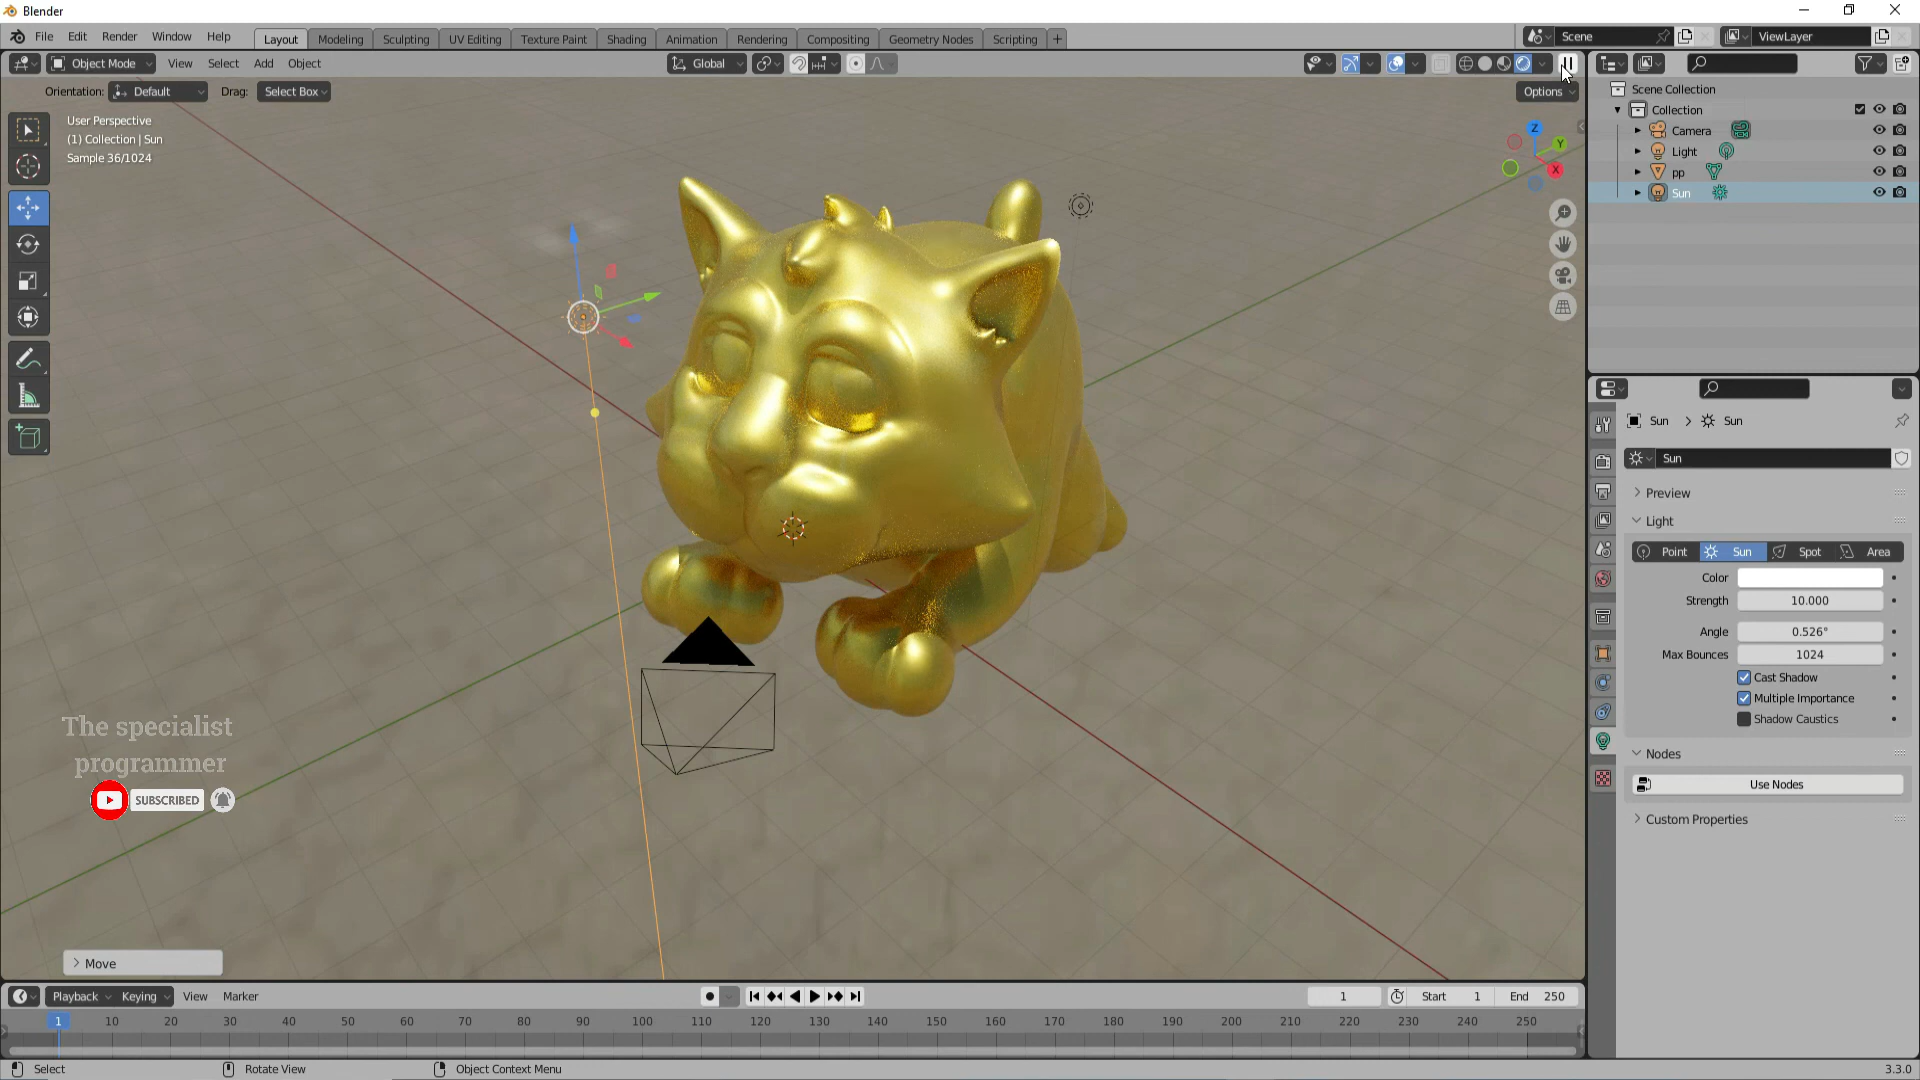 Blender
File Edit Render Window Help
Layout Modeling Sculpting UV Editing Texture Paint Shading Animation Rendering Compositing Geometry Nodes Scripting +
Scene
ViewLayer
Object Mode View Select Add Object
Global
Orientation: Default Drag: Select Box
Options
User Perspective
(1) Collection | Sun
Sample 36/1024
Z
Y
X
Scene Collection
Collection
Camera
Light
pp
Sun
Sun > Sun
Sun
Preview
Light
Point Sun Spot Area
Color
Strength 10.000
Angle 0.526°
Max Bounces 1024
Cast Shadow
Multiple Importance
Shadow Caustics
Nodes
Use Nodes
Custom Properties
The specialist
programmer
SUBSCRIBED
Move
Playback Keying View Marker
1
Start 1
End 250
1 10 20 30 40 50 60 70 80 90 100 110 120 130 140 150 160 170 180 190 200 210 220 230 240 250
Select
Rotate View
Object Context Menu
3.3.0